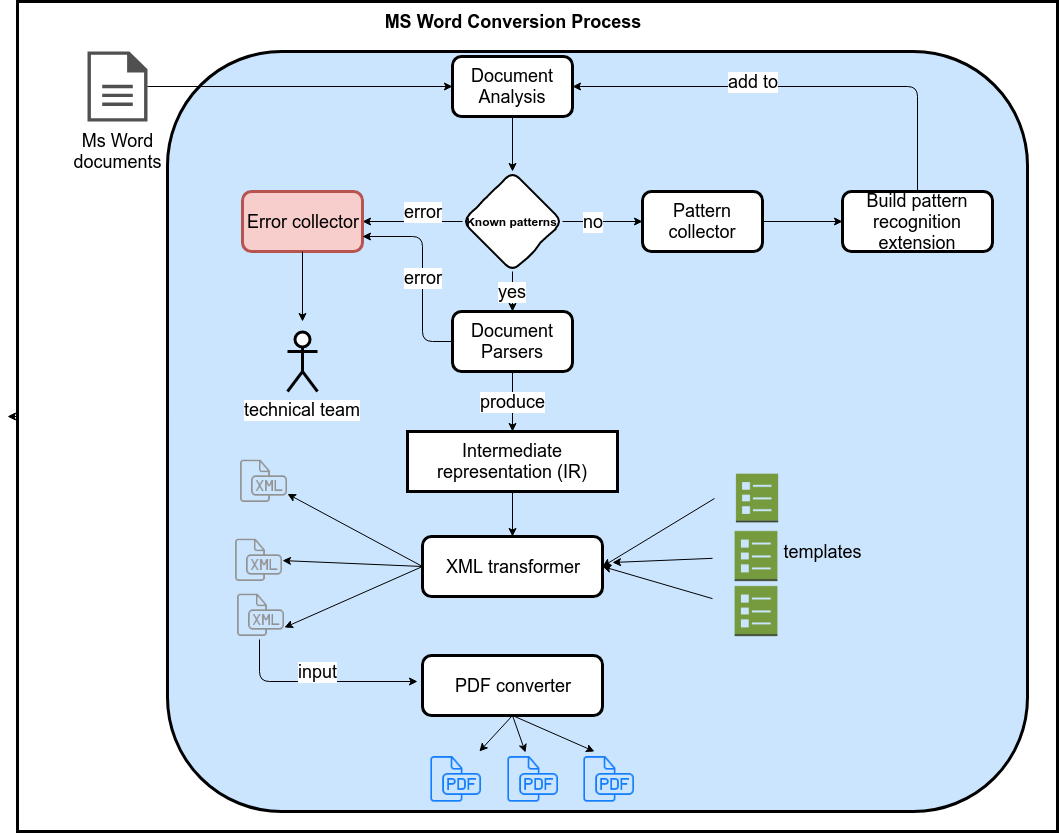 MS Word Conversion Process
Document
Analysis
add to
Ms Word
documents
Error collector
error
Known patterns
no
Pattern
collector
Build pattern
recognition
extension
error
yes
Document
Parsers
produce
technical team
Intermediate
representation (IR)
XML
XML
XML
XML transformer
templates
input
PDF converter
PDF
PDF
PDF